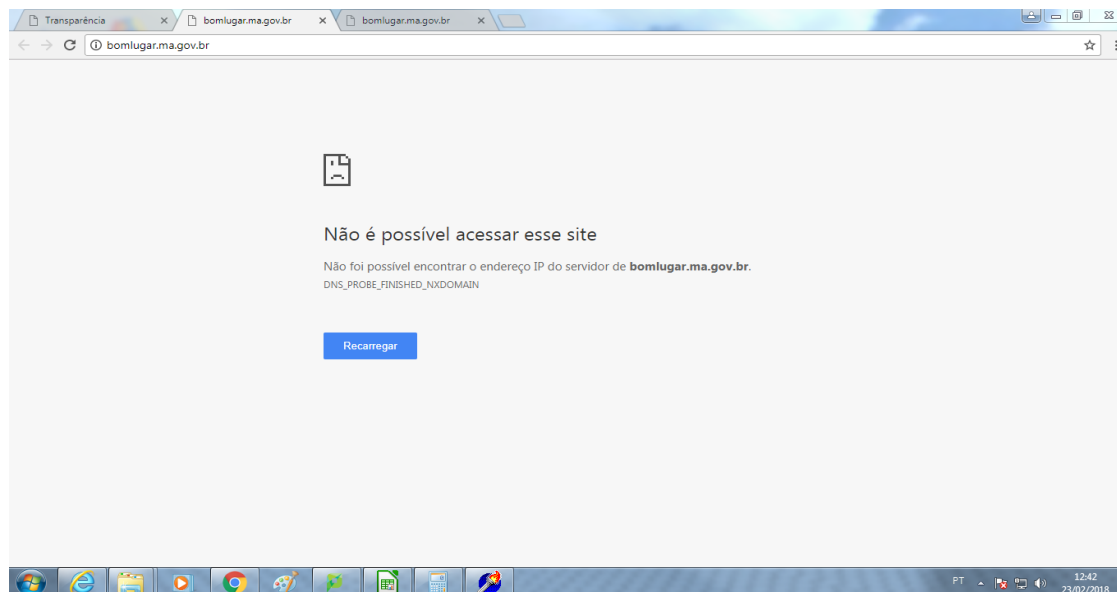 Transparência
bomlugar.ma.gov.br
bomlugar.ma.gov.br
bomlugar.ma.gov.br
Não é possível acessar esse site
Não foi possível encontrar o endereço IP do servidor de bomlugar.ma.gov.br.
DNS_PROBE_FINISHED_NXDOMAIN
Recarregar
PT
12:42
23/02/2018